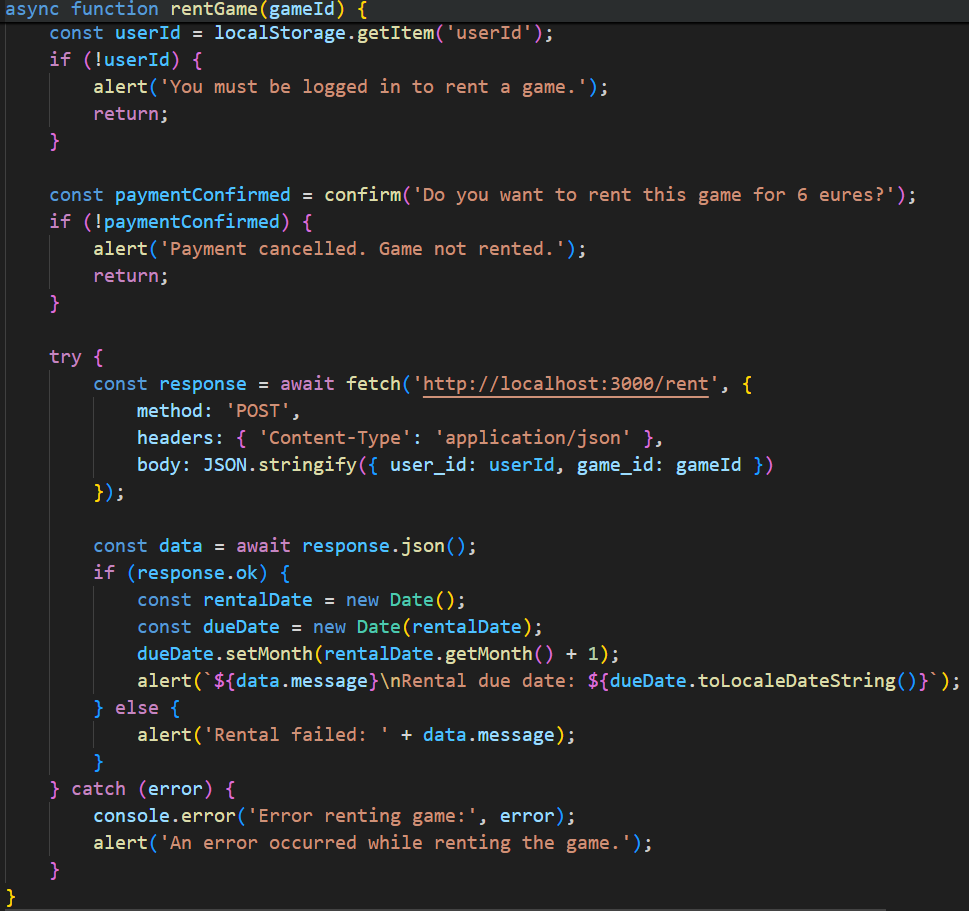 async function rentGame(gameId) {
    const userId = localStorage.getItem('userId');
    if (!userId) {
        alert('You must be logged in to rent a game.');
        return;
    }

    const paymentConfirmed = confirm('Do you want to rent this game for 6 eures?');
    if (!paymentConfirmed) {
        alert('Payment cancelled. Game not rented.');
        return;
    }

    try {
        const response = await fetch('http://localhost:3000/rent', {
            method: 'POST',
            headers: { 'Content-Type': 'application/json' },
            body: JSON.stringify({ user_id: userId, game_id: gameId })
        });

        const data = await response.json();
        if (response.ok) {
            const rentalDate = new Date();
            const dueDate = new Date(rentalDate);
            dueDate.setMonth(rentalDate.getMonth() + 1);
            alert(`${data.message}\nRental due date: ${dueDate.toLocaleDateString()}`);
        } else {
            alert('Rental failed: ' + data.message);
        }
    } catch (error) {
        console.error('Error renting game:', error);
        alert('An error occurred while renting the game.');
    }
}